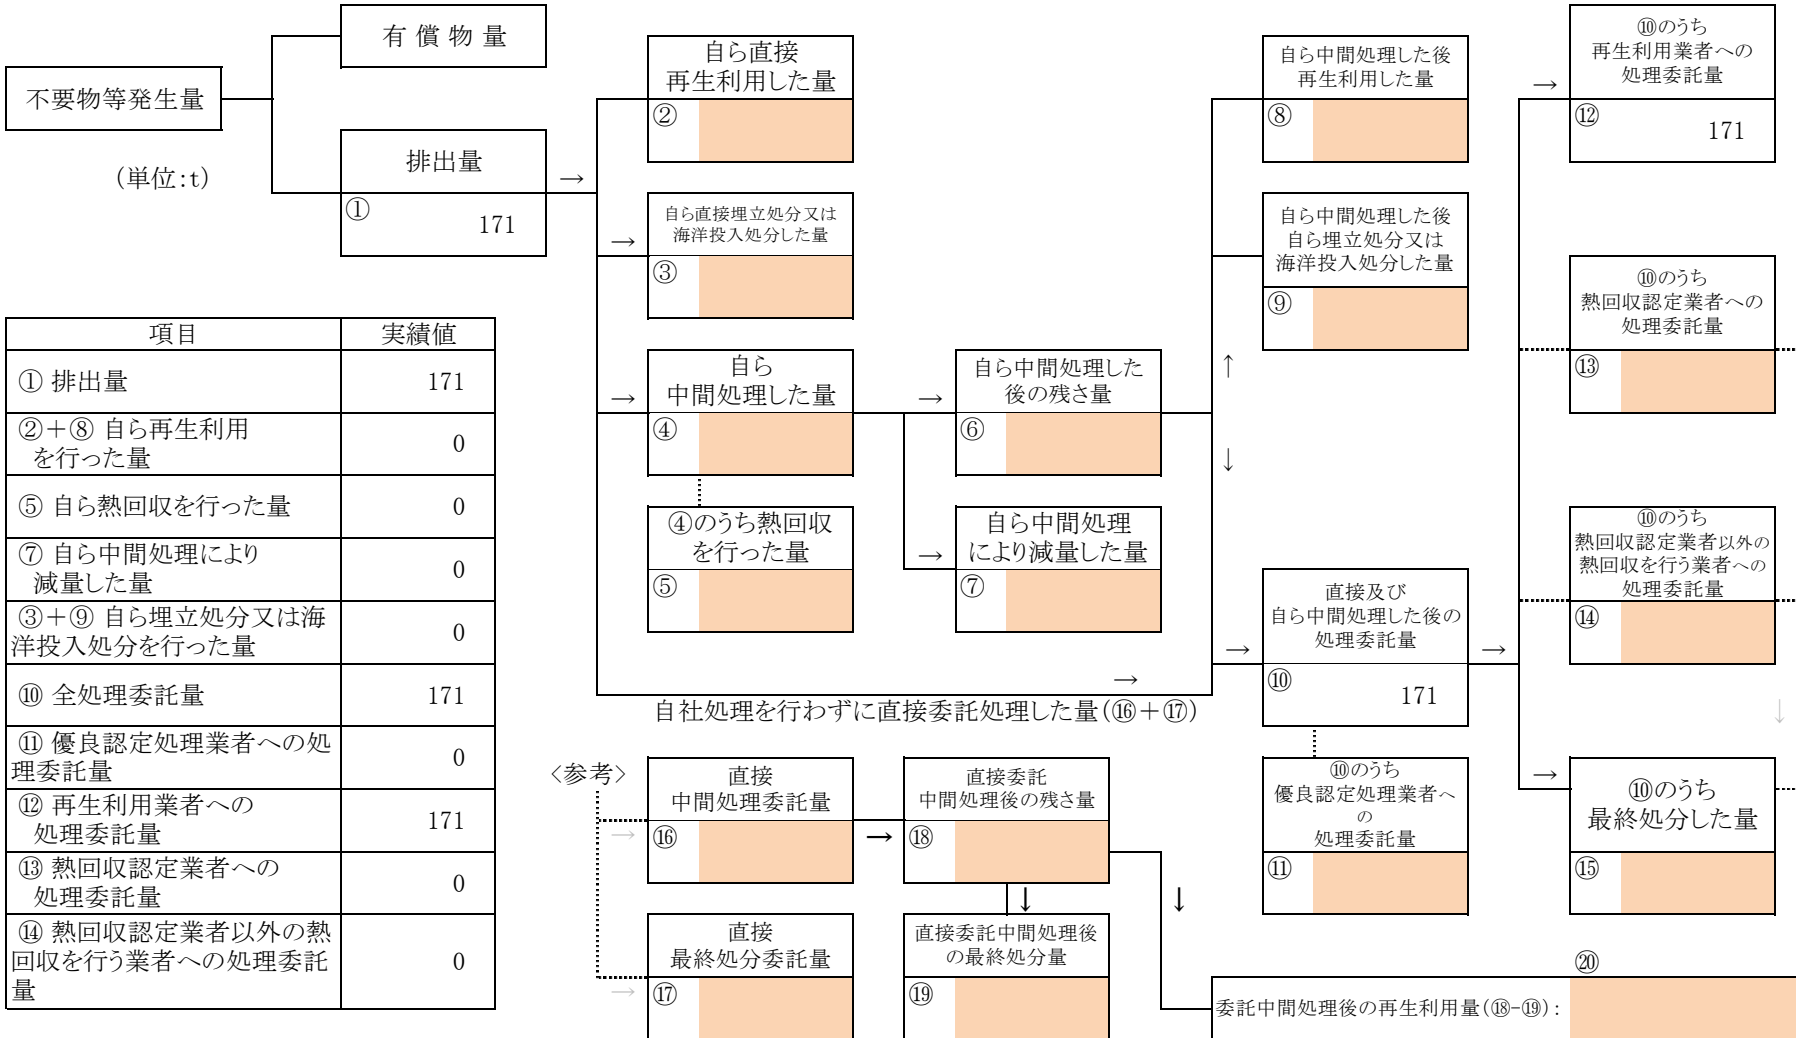 有償物量
不要物等発生量
(単位:t)
排出量
①
171
→
自ら直接
再生利用した量
②
→
自ら直接埋立処分又は
海洋投入処分した量
③
→
自ら
中間処理した量
④
④のうち熱回収
を行った量
⑤
→
自ら中間処理した
後の残さ量
⑥
→
自ら中間処理
により減量した量
⑦
↑
↓
自ら中間処理した後
再生利用した量
⑧
自ら中間処理した後
自ら埋立処分又は
海洋投入処分した量
⑨
→
自社処理を行わずに直接委託処理した量(⑯+⑰)
→
直接及び
自ら中間処理した後の
処理委託量
⑩
171
→
⑩のうち
優良認定処理業者へ
の
処理委託量
⑪
→
⑩のうち
再生利用業者への
処理委託量
⑫
171
⑩のうち
熱回収認定業者への
処理委託量
⑬
⑩のうち
熱回収認定業者以外の
熱回収を行う業者への
処理委託量
⑭
↓
→
⑩のうち
最終処分した量
⑮
項目 実績値
① 排出量 171
②+⑧ 自ら再生利用
を行った量 0
⑤ 自ら熱回収を行った量 0
⑦ 自ら中間処理により
減量した量 0
③+⑨ 自ら埋立処分又は海
洋投入処分を行った量 0
⑩ 全処理委託量 171
⑪ 優良認定処理業者への処
理委託量 0
⑫ 再生利用業者への
処理委託量 171
⑬ 熱回収認定業者への
処理委託量 0
⑭ 熱回収認定業者以外の熱
回収を行う業者への処理委託
量 0
<参考>
→
直接
中間処理委託量
⑯
→
直接委託
中間処理後の残さ量
⑱
↓
↓
→
直接
最終処分委託量
⑰
直接委託中間処理後
の最終処分量
⑲
⑳
委託中間処理後の再生利用量(⑱-⑲):